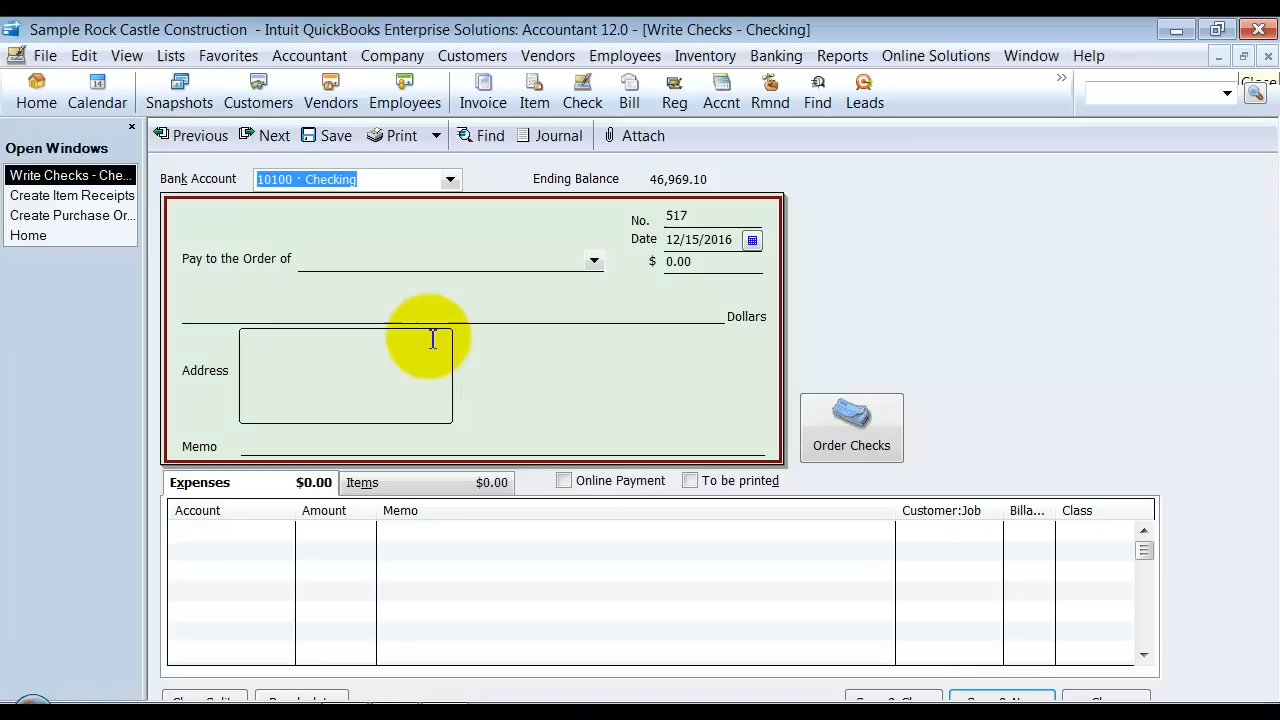 Sample Rock Castle Construction - Intuit QuickBooks Enterprise Solutions: Accountant 12.0 - [Write Checks - Checking]
File Edit View Lists Favorites Accountant Company Customers Vendors Employees Inventory Banking Reports Online Solutions Window Help
Home Calendar Snapshots Customers Vendors Employees Invoice Item Check Bill Reg Accnt Rmnd Find Leads
Open Windows
Write Checks - Che...
Create Item Receipts
Create Purchase Or...
Home
Previous Next Save Print Find Journal Attach
Bank Account 10100 · Checking Ending Balance 46,969.10
No. 517
Date 12/15/2016
Pay to the Order of $ 0.00
Dollars
Address
Memo
Order Checks
Expenses $0.00 Items $0.00 Online Payment To be printed
Account Amount Memo Customer:Job Billa... Class